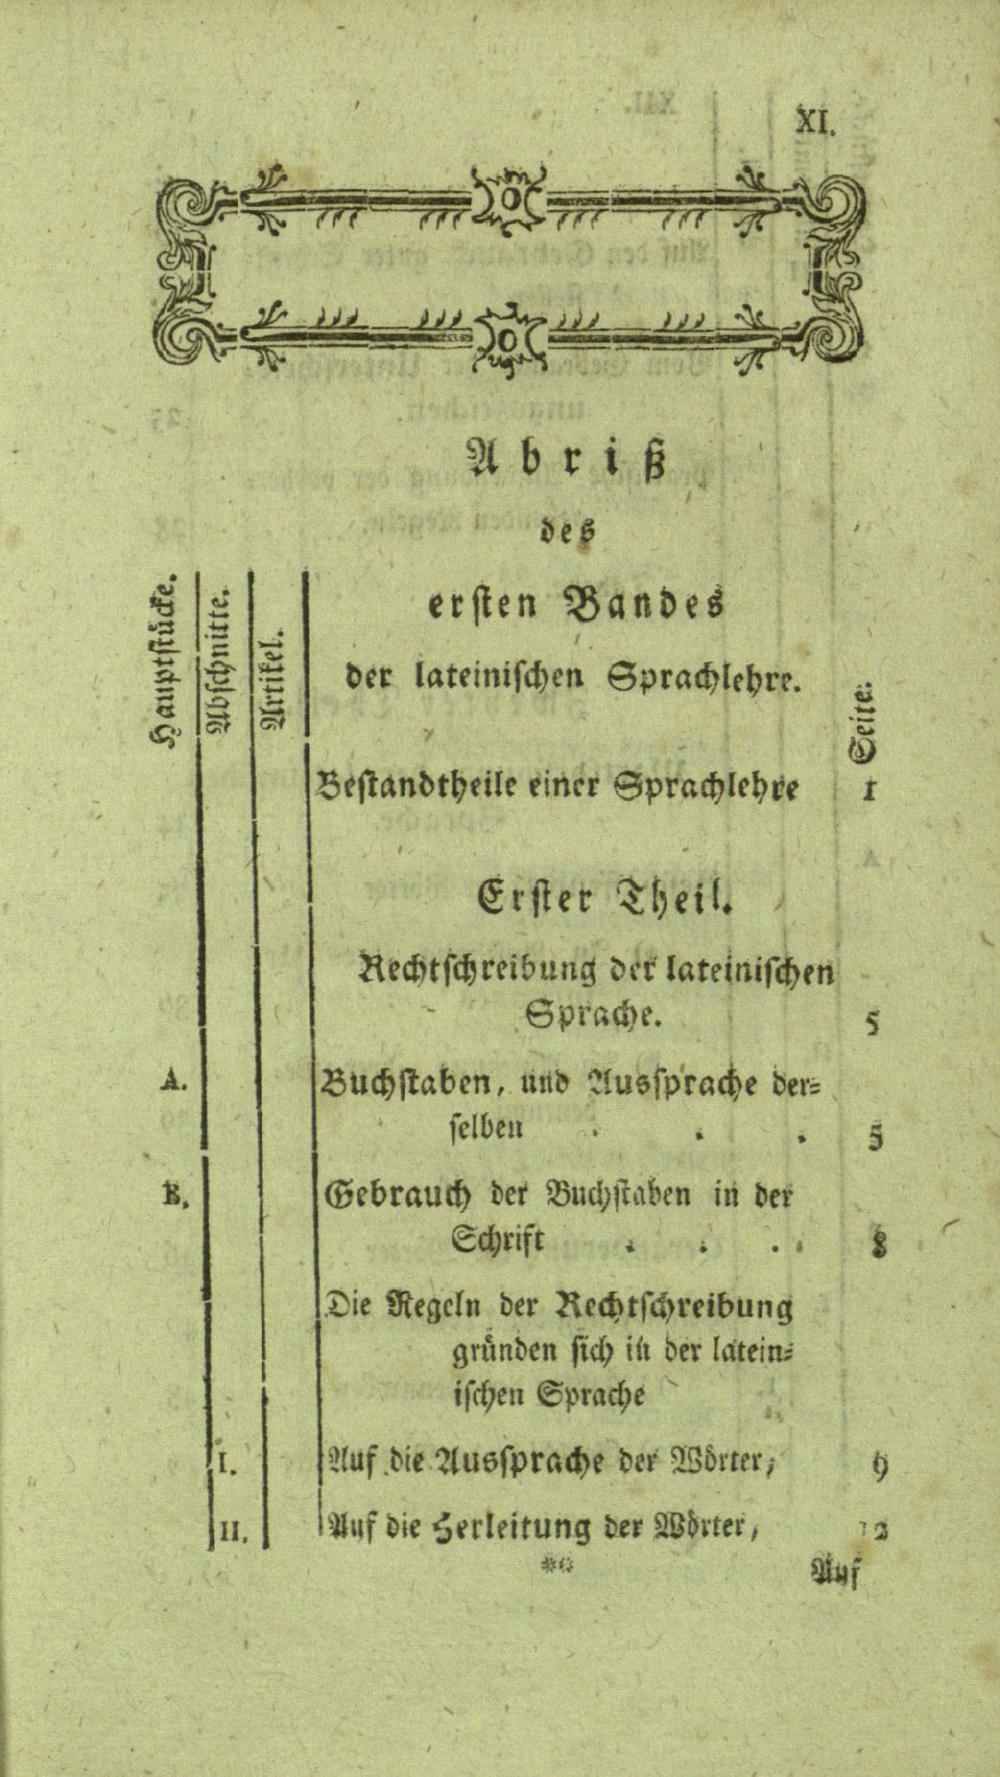 XI.
Abriß
des
ersten Bandes
der lateinischen Sprachlehre.
Hauptstücke.
Abschnitte.
Artikel.
Seite:
Bestandtheile einer Sprachlehre 1
Erster Theil.
Rechtschreibung der lateinischen
Sprache. 5
A. Buchstaben, und Aussprache der=
selben . . . 5
B. Gebrauch der Buchstaben in der
Schrift . . . 8
Die Regeln der Rechtschreibung
gründen sich in der latein=
ischen Sprache
I. Auf die Aussprache der Wörter, 9
II. Auf die Herleitung der Wörter, 12
**
Auf